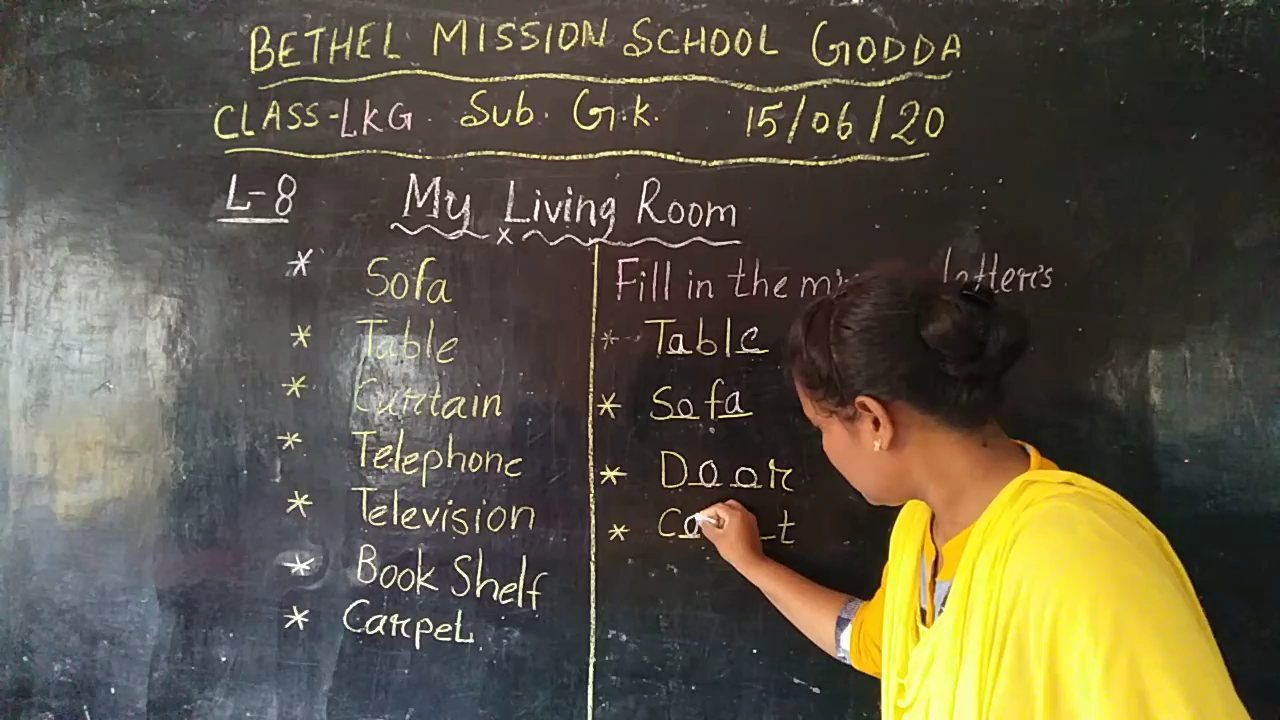 BETHEL MISSION SCHOOL GODDA
CLASS-LKG. Sub. G.k. 15/06/20
L-8 My Living Room
* Sofa
* Table
* Curtain
* Telephone
* Television
* Book Shelf
* Carpet
Fill in the letters
* Table
* Sofa
* Door